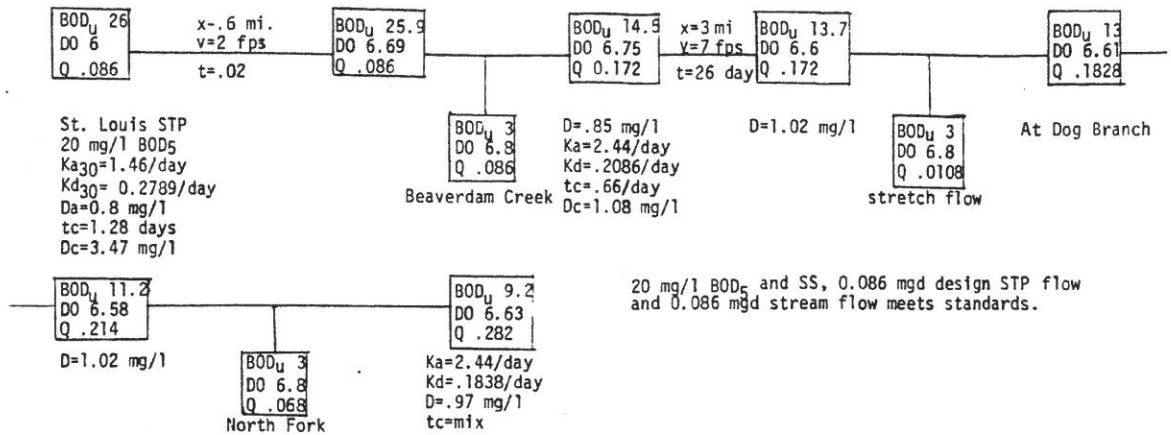 BODu 26
DO 6
Q .086
x-.6 mi.
v=2 fps
t=.02
BODu 25.9
DO 6.69
Q .086
BODu 14.5
DO 6.75
Q 0.172
x=3mi
v=7 fps
t=26 day
BODu 13.7
DO 6.6
Q .172
BODu 13
DO 6.61
Q .1828
St. Louis STP
20 mg/l BOD5
Ka30=1.46/day
Kd30= 0.2789/day
Da=0.8 mg/l
tc=1.28 days
Dc=3.47 mg/l
BODu 3
DO 6.8
Q .086
Beaverdam Creek
D=.85 mg/l
Ka=2.44/day
Kd=.2086/day
tc=.66/day
Dc=1.08 mg/l
D=1.02 mg/l
BODu 3
DO 6.8
Q .0108
stretch flow
At Dog Branch
BODu 11.2
DO 6.58
Q .214
D=1.02 mg/l
BODu 3
DO 6.8
Q .068
North Fork
BODu 9.2
DO 6.63
Q .282
Ka=2.44/day
Kd=.1838/day
D=.97 mg/l
tc=mix
20 mg/l BOD5 and SS, 0.086 mgd design STP flow
and 0.086 mgd stream flow meets standards.